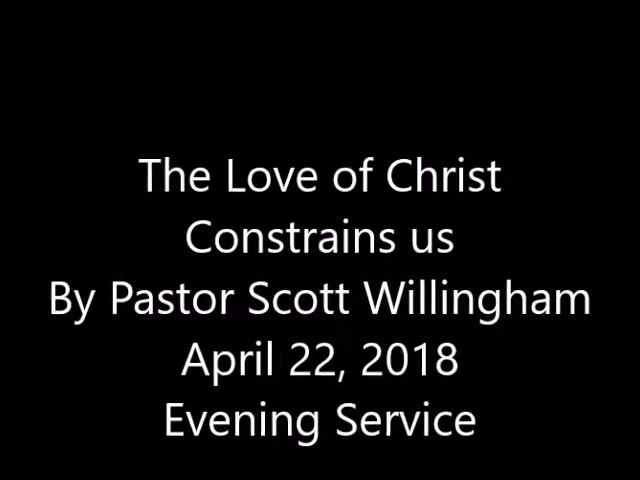 The Love of Christ
Constrains us
By Pastor Scott Willingham
April 22, 2018
Evening Service